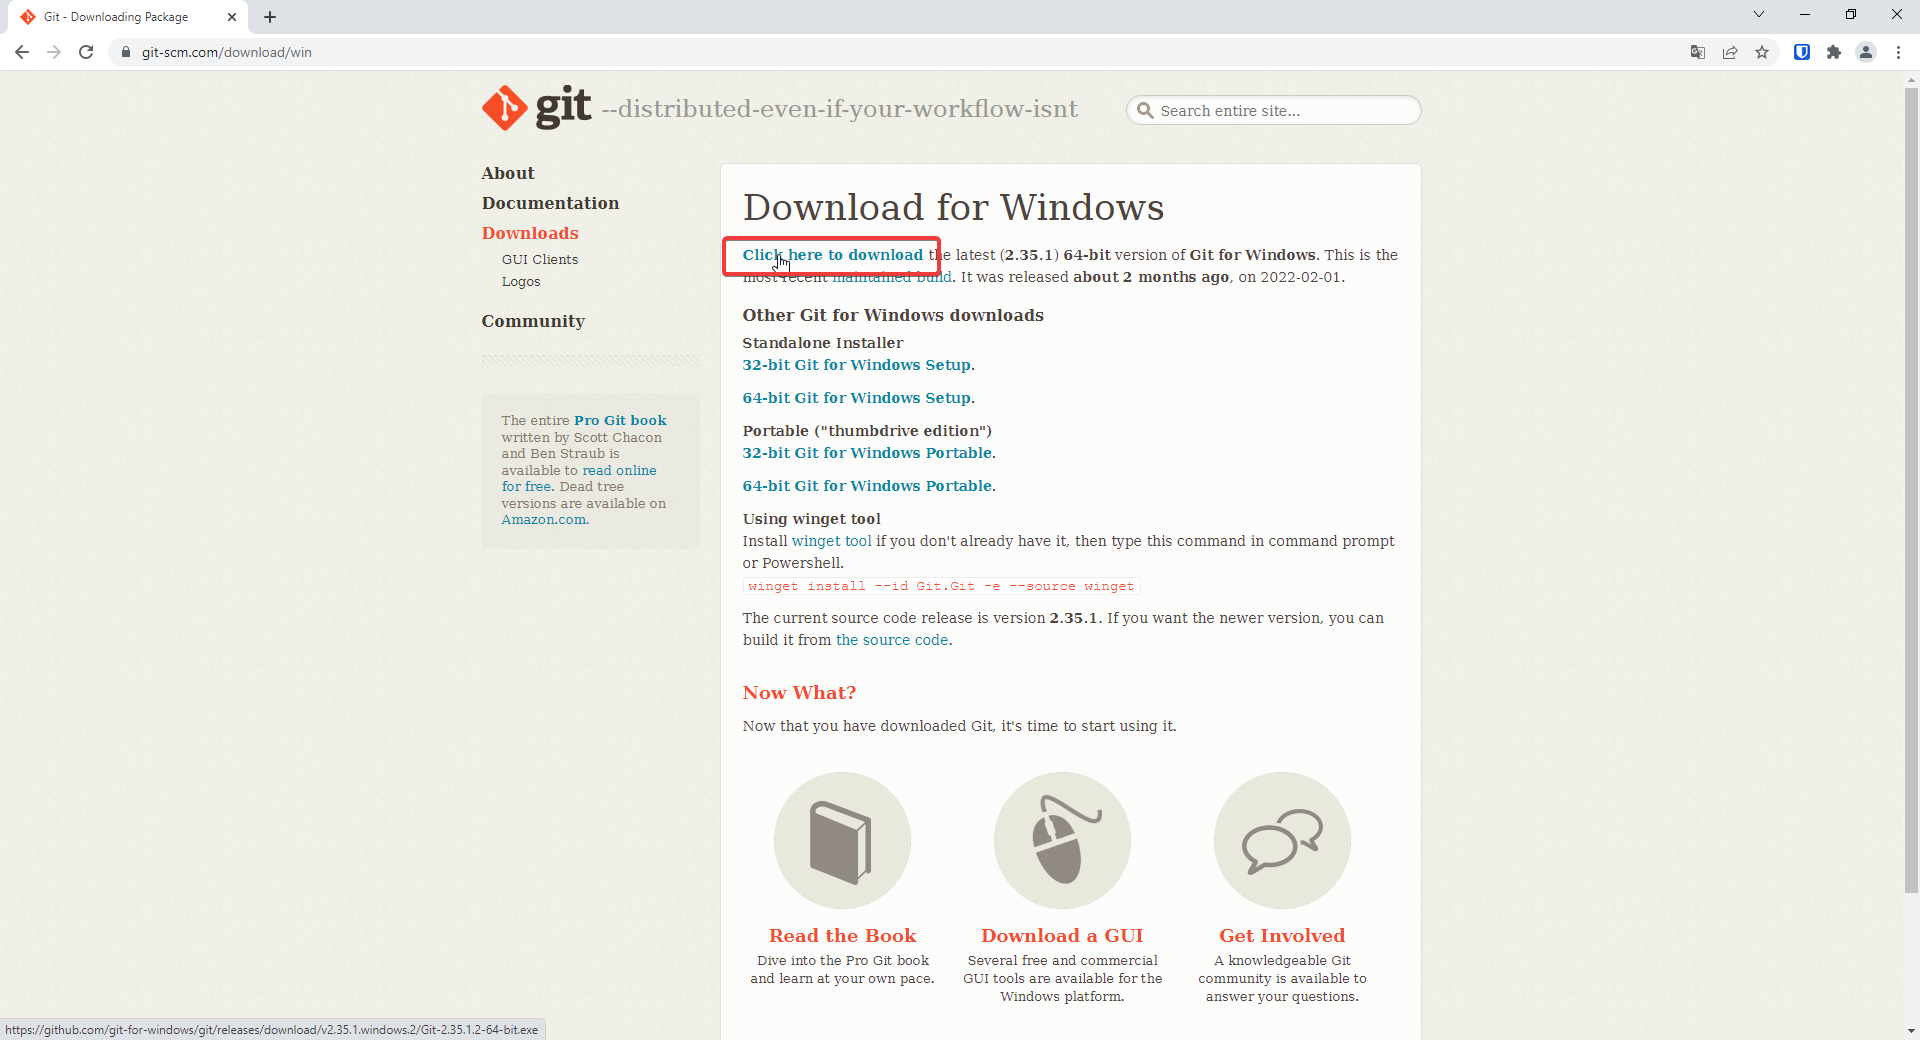 Git - Downloading Package
git-scm.com/download/win
git --distributed-even-if-your-workflow-isnt
Search entire site...
About
Documentation
Downloads
GUI Clients
Logos
Community
The entire Pro Git book
written by Scott Chacon
and Ben Straub is
available to read online
for free. Dead tree
versions are available on
Amazon.com.
Download for Windows
Click here to download the latest (2.35.1) 64-bit version of Git for Windows. This is the
most recent maintained build. It was released about 2 months ago, on 2022-02-01.
Other Git for Windows downloads
Standalone Installer
32-bit Git for Windows Setup.
64-bit Git for Windows Setup.
Portable ("thumbdrive edition")
32-bit Git for Windows Portable.
64-bit Git for Windows Portable.
Using winget tool
Install winget tool if you don't already have it, then type this command in command prompt
or Powershell.
winget install --id Git.Git -e --source winget
The current source code release is version 2.35.1. If you want the newer version, you can
build it from the source code.
Now What?
Now that you have downloaded Git, it's time to start using it.
Read the Book
Dive into the Pro Git book
and learn at your own pace.
Download a GUI
Several free and commercial
GUI tools are available for the
Windows platform.
Get Involved
A knowledgeable Git
community is available to
answer your questions.
https://github.com/git-for-windows/git/releases/download/v2.35.1.windows.2/Git-2.35.1.2-64-bit.exe